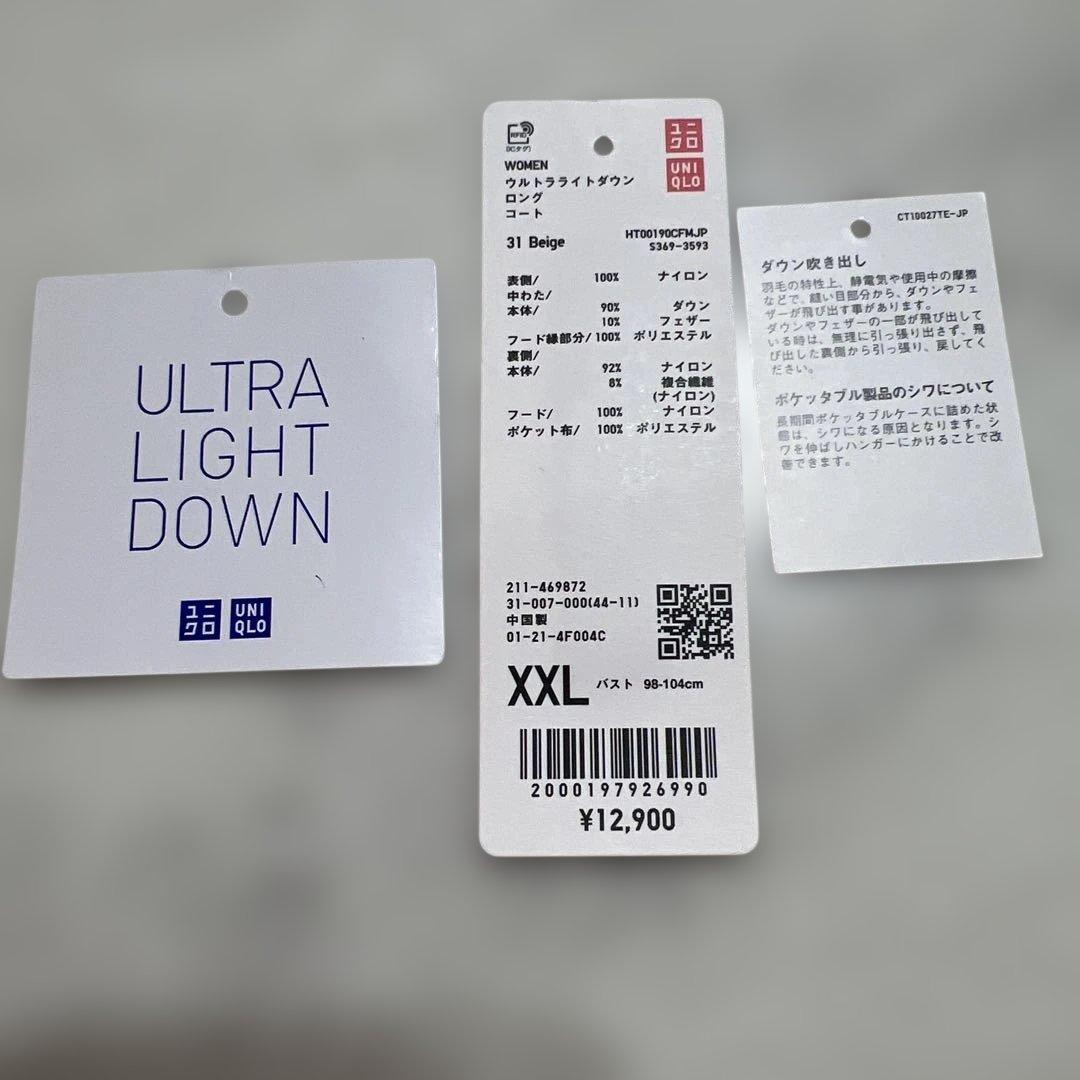 ULTRA
LIGHT
DOWN
ユニ
クロ
UNI
QLO
RFID
(ICタグ)
ユニ
クロ
UNI
QLO
WOMEN
ウルトラライトダウン
ロング
コート
31 Beige
HT00190CFMJP
S369-3593
表側/ 100% ナイロン
中わた/
本体/ 90% ダウン
10% フェザー
フード縁部分/ 100% ポリエステル
裏側/
本体/ 92% ナイロン
8% 複合繊維
(ナイロン)
フード/ 100% ナイロン
ポケット布/ 100% ポリエステル
211-469872
31-007-000(44-11)
中国製
01-21-4F004C
XXL バスト 98-104cm
2000197926990
¥12,900
CT10027TE-JP
ダウン吹き出し
羽毛の特性上、静電気や使用中の摩擦
などで、縫い目部分から、ダウンやフェ
ザーが飛び出す事があります。
ダウンやフェザーの一部が飛び出して
いる時は、無理に引っ張り出さず、飛
び出した裏側から引っ張り、戻してく
ださい。
ポケッタブル製品のシワについて
長期間ポケッタブルケースに詰めた状
態は、シワになる原因となります。シ
ワを伸ばしハンガーにかけることで改
善できます。